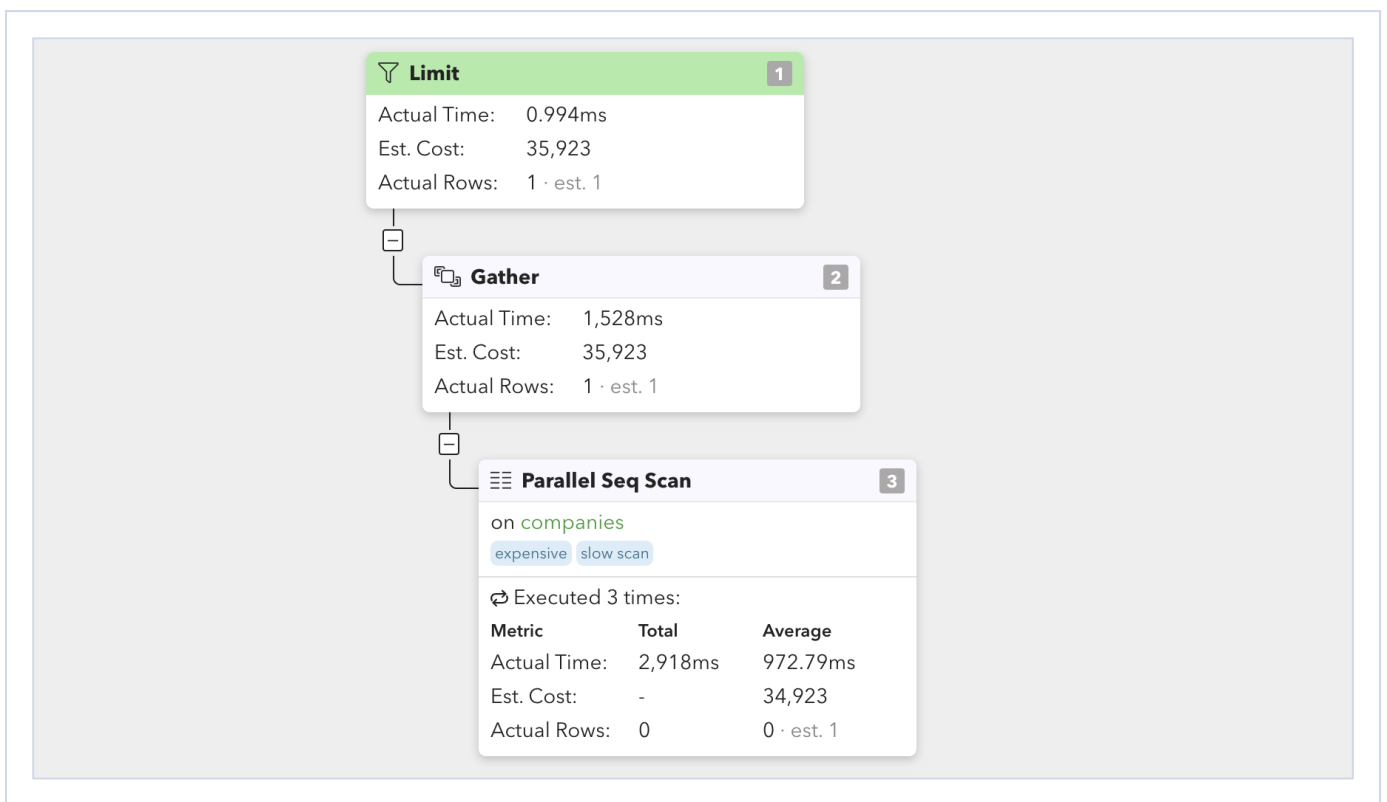 Limit 1
Actual Time: 0.994ms
Est. Cost: 35,923
Actual Rows: 1 · est. 1
Gather 2
Actual Time: 1,528ms
Est. Cost: 35,923
Actual Rows: 1 · est. 1
Parallel Seq Scan 3
on companies
expensive slow scan
Executed 3 times:
Metric Total Average
Actual Time: 2,918ms 972.79ms
Est. Cost: - 34,923
Actual Rows: 0 0 · est. 1